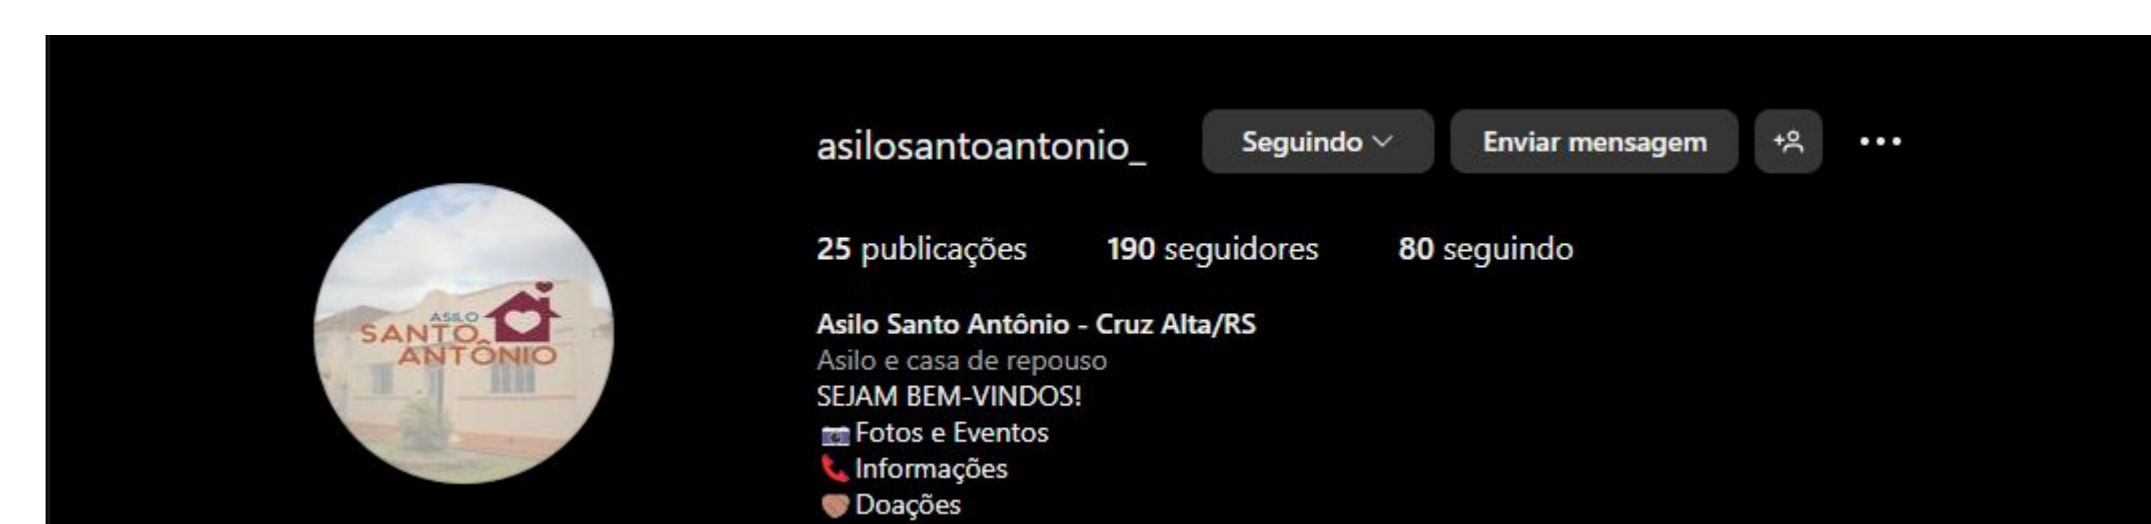 asilosantoantonio_ Seguindo Enviar mensagem
25 publicações 190 seguidores 80 seguindo
ASILO
SANTO
ANTÔNIO
Asilo Santo Antônio - Cruz Alta/RS
Asilo e casa de repouso
SEJAM BEM-VINDOS!
📷Fotos e Eventos
📞Informações
🤝🏽Doações